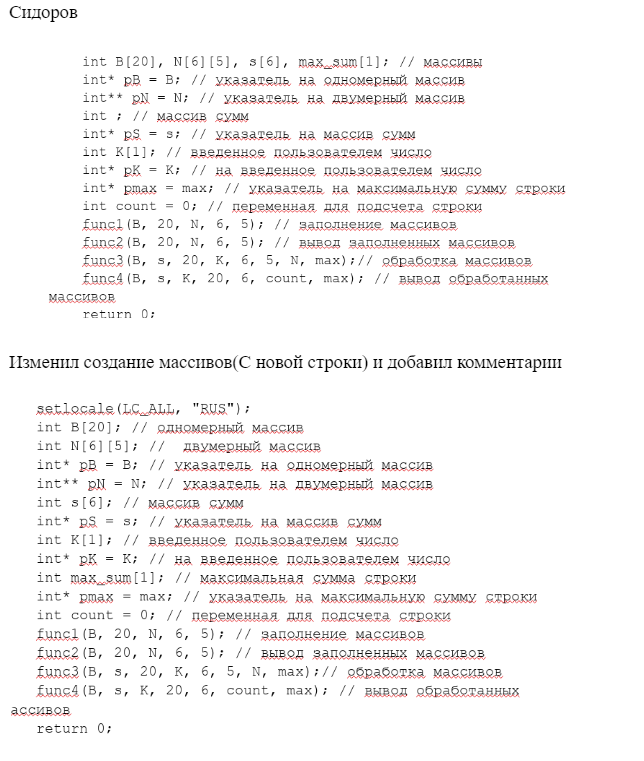 Сидоров
int B[20], N[6][5], s[6], max_sum[1]; // массивы
int* pB = B; // указатель на одномерный массив
int** pN = N; // указатель на двумерный массив
int ; // массив сумм
int* pS = s; // указатель на массив сумм
int K[1]; // введенное пользователем число
int* pK = K; // на введенное пользователем число
int* pmax = max; // указатель на максимальную сумму строки
int count = 0; // переменная для подсчета строки
func1(B, 20, N, 6, 5); // заполнение массивов
func2(B, 20, N, 6, 5); // вывод заполненных массивов
func3(B, s, 20, K, 6, 5, N, max);// обработка массивов
func4(B, s, K, 20, 6, count, max); // вывод обработанных
массивов
return 0;
Изменил создание массивов(С новой строки) и добавил комментарии
setlocale(LC_ALL, "RUS");
int B[20]; // одномерный массив
int N[6][5]; //  двумерный массив
int* pB = B; // указатель на одномерный массив
int** pN = N; // указатель на двумерный массив
int s[6]; // массив сумм
int* pS = s; // указатель на массив сумм
int K[1]; // введенное пользователем число
int* pK = K; // на введенное пользователем число
int max_sum[1]; // максимальная сумма строки
int* pmax = max; // указатель на максимальную сумму строки
int count = 0; // переменная для подсчета строки
func1(B, 20, N, 6, 5); // заполнение массивов
func2(B, 20, N, 6, 5); // вывод заполненных массивов
func3(B, s, 20, K, 6, 5, N, max);// обработка массивов
func4(B, s, K, 20, 6, count, max); // вывод обработанных
ассивов
return 0;